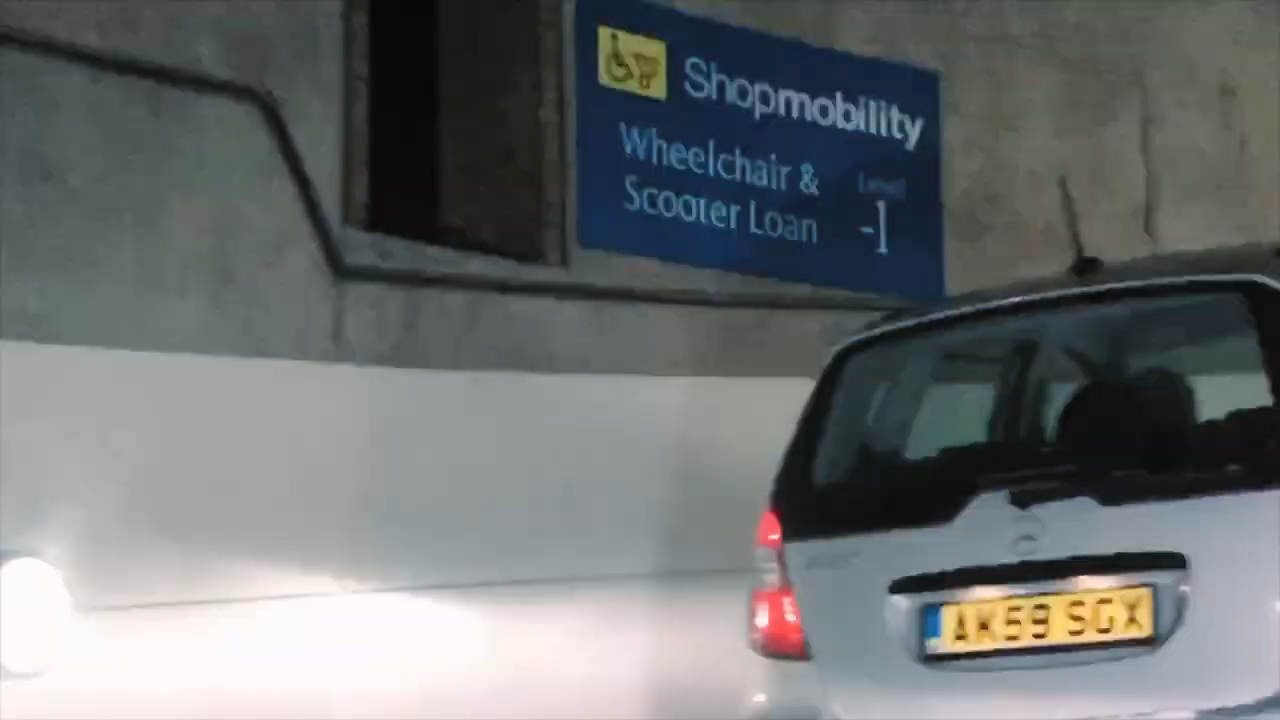 Shopmobility
Wheelchair &
Scooter Loan
Level
-1
AK59 SGX